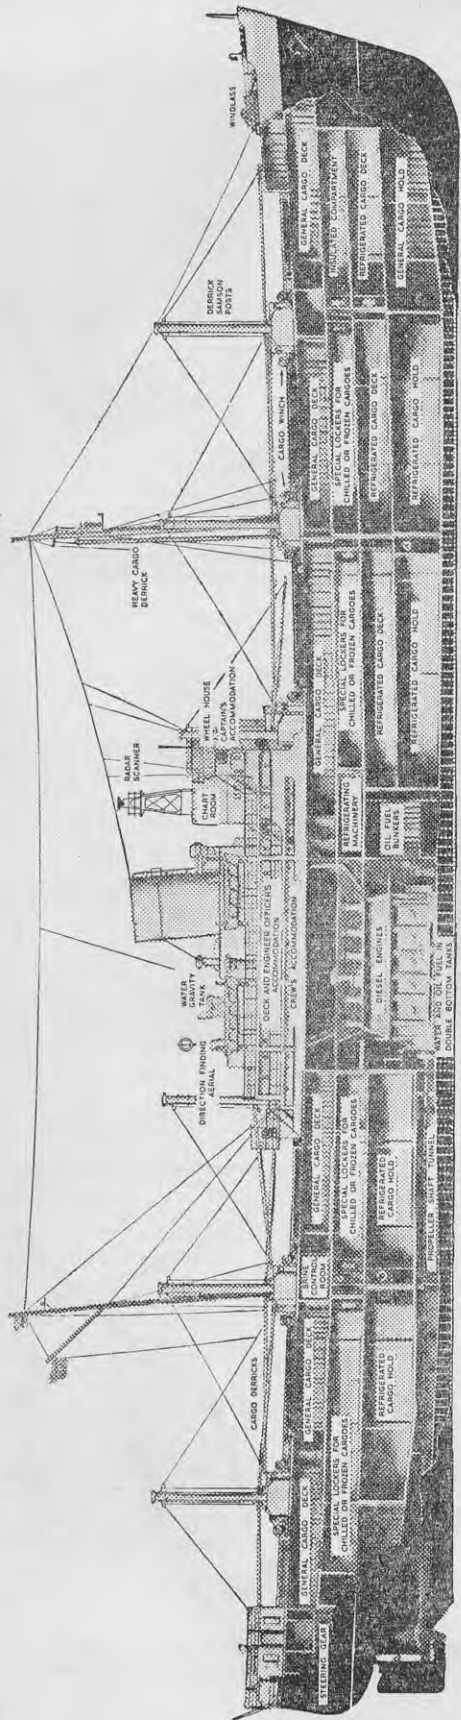 WINDLASS
GENERAL CARGO DECK
INSULATED COMPARTMENT
REFRIGERATED CARGO DECK
GENERAL CARGO HOLD
DERRICK
SAMSON
POSTS
CARGO WINCH
GENERAL CARGO DECK
SPECIAL LOCKERS FOR
CHILLED OR FROZEN CARGOES
REFRIGERATED CARGO DECK
REFRIGERATED CARGO HOLD
HEAVY CARGO
DERRICK
WHEEL HOUSE
CAPTAIN'S
ACCOMMODATION
GENERAL CARGO DECK
SPECIAL LOCKERS FOR
CHILLED OR FROZEN CARGOES
REFRIGERATED CARGO DECK
REFRIGERATED CARGO HOLD
RADAR
SCANNER
CHART
ROOM
REFRIGERATING
MACHINERY
OIL FUEL
BUNKERS
WATER
GRAVITY
TANK
DECK AND ENGINEER OFFICER'S
ACCOMMODATION
CREW'S ACCOMMODATION
DIESEL ENGINES
WATER AND OIL FUEL IN
DOUBLE BOTTOM TANKS
DIRECTION FINDING
AERIAL
GENERAL CARGO DECK
SPECIAL LOCKERS FOR
CHILLED OR FROZEN CARGOES
REFRIGERATED
CARGO HOLD
PROPELLER SHAFT TUNNEL
BRINE
CONTROL
ROOM
CARGO DERRICKS
GENERAL CARGO DECK
REFRIGERATED
CARGO HOLD
GENERAL CARGO DECK
SPECIAL LOCKERS FOR
CHILLED OR FROZEN CARGOES
STEERING GEAR